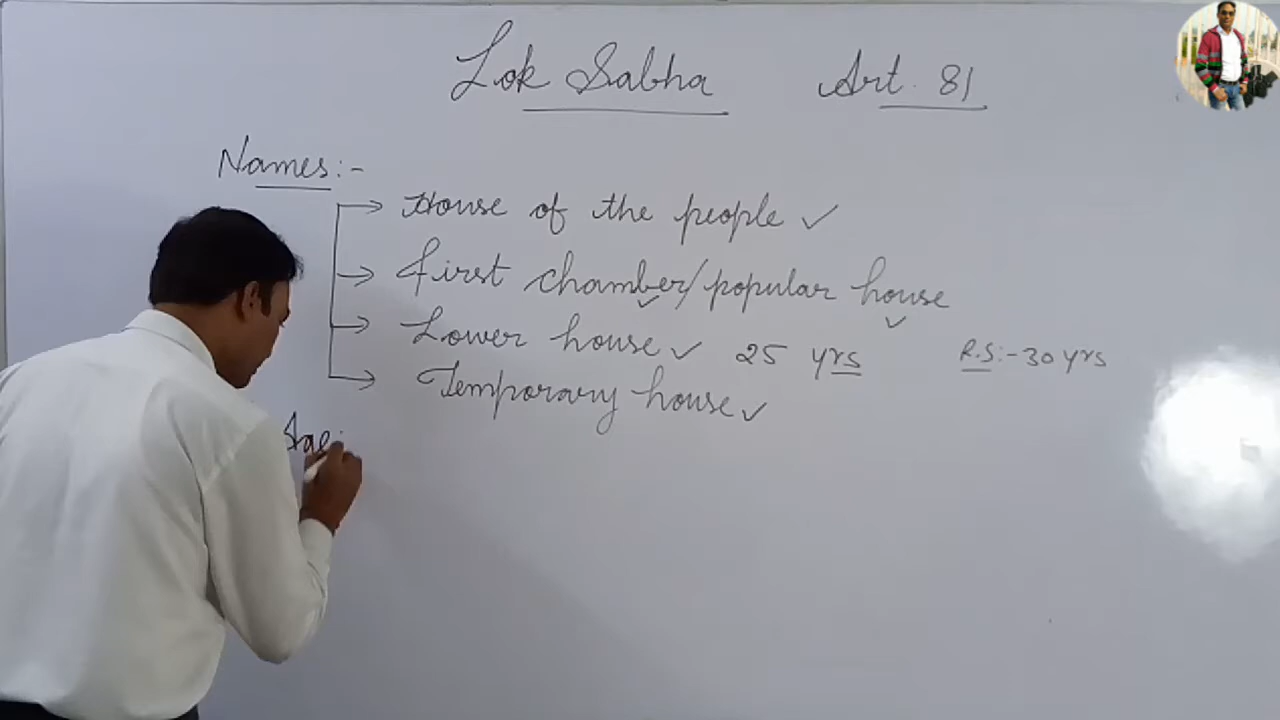 Lok Sabha Art. 81
Names:-
House of the people ✓
First chamber/popular house
Lower house ✓ 25 yrs R.S:-30 yrs
Temporary house ✓